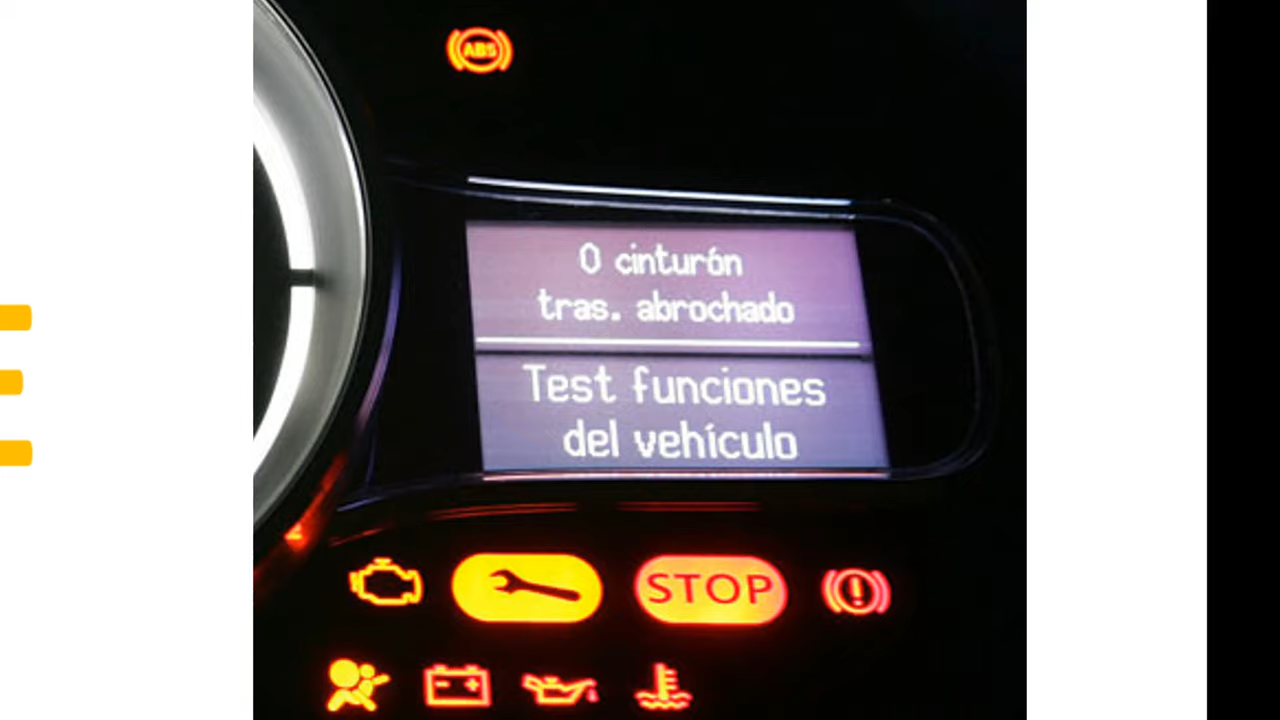 ABS
0 cinturón
tras. abrochado
Test funciones
del vehículo
STOP